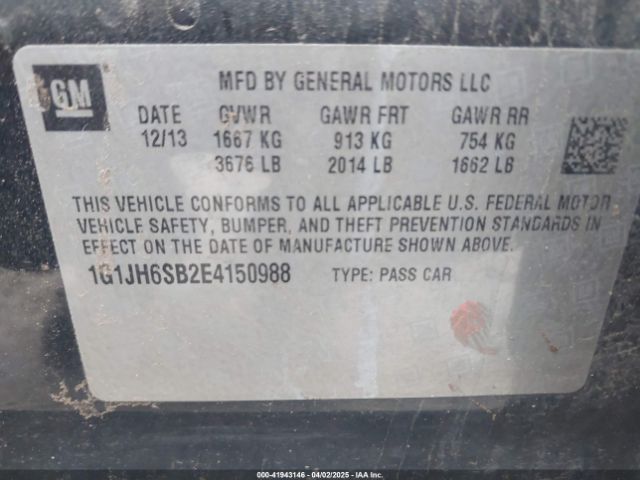 GM
MFD BY GENERAL MOTORS LLC
DATE GVWR GAWR FRT GAWR RR
12/13 1667 KG 913 KG 754 KG
3676 LB 2014 LB 1662 LB
THIS VEHICLE CONFORMS TO ALL APPLICABLE U.S. FEDERAL MOTOR
VEHICLE SAFETY, BUMPER, AND THEFT PREVENTION STANDARDS IN
EFFECT ON THE DATE OF MANUFACTURE SHOWN ABOVE.
1G1JH6SB2E4150988 TYPE: PASS CAR
000-41943146 - 04/02/2025 - IAAI.COM